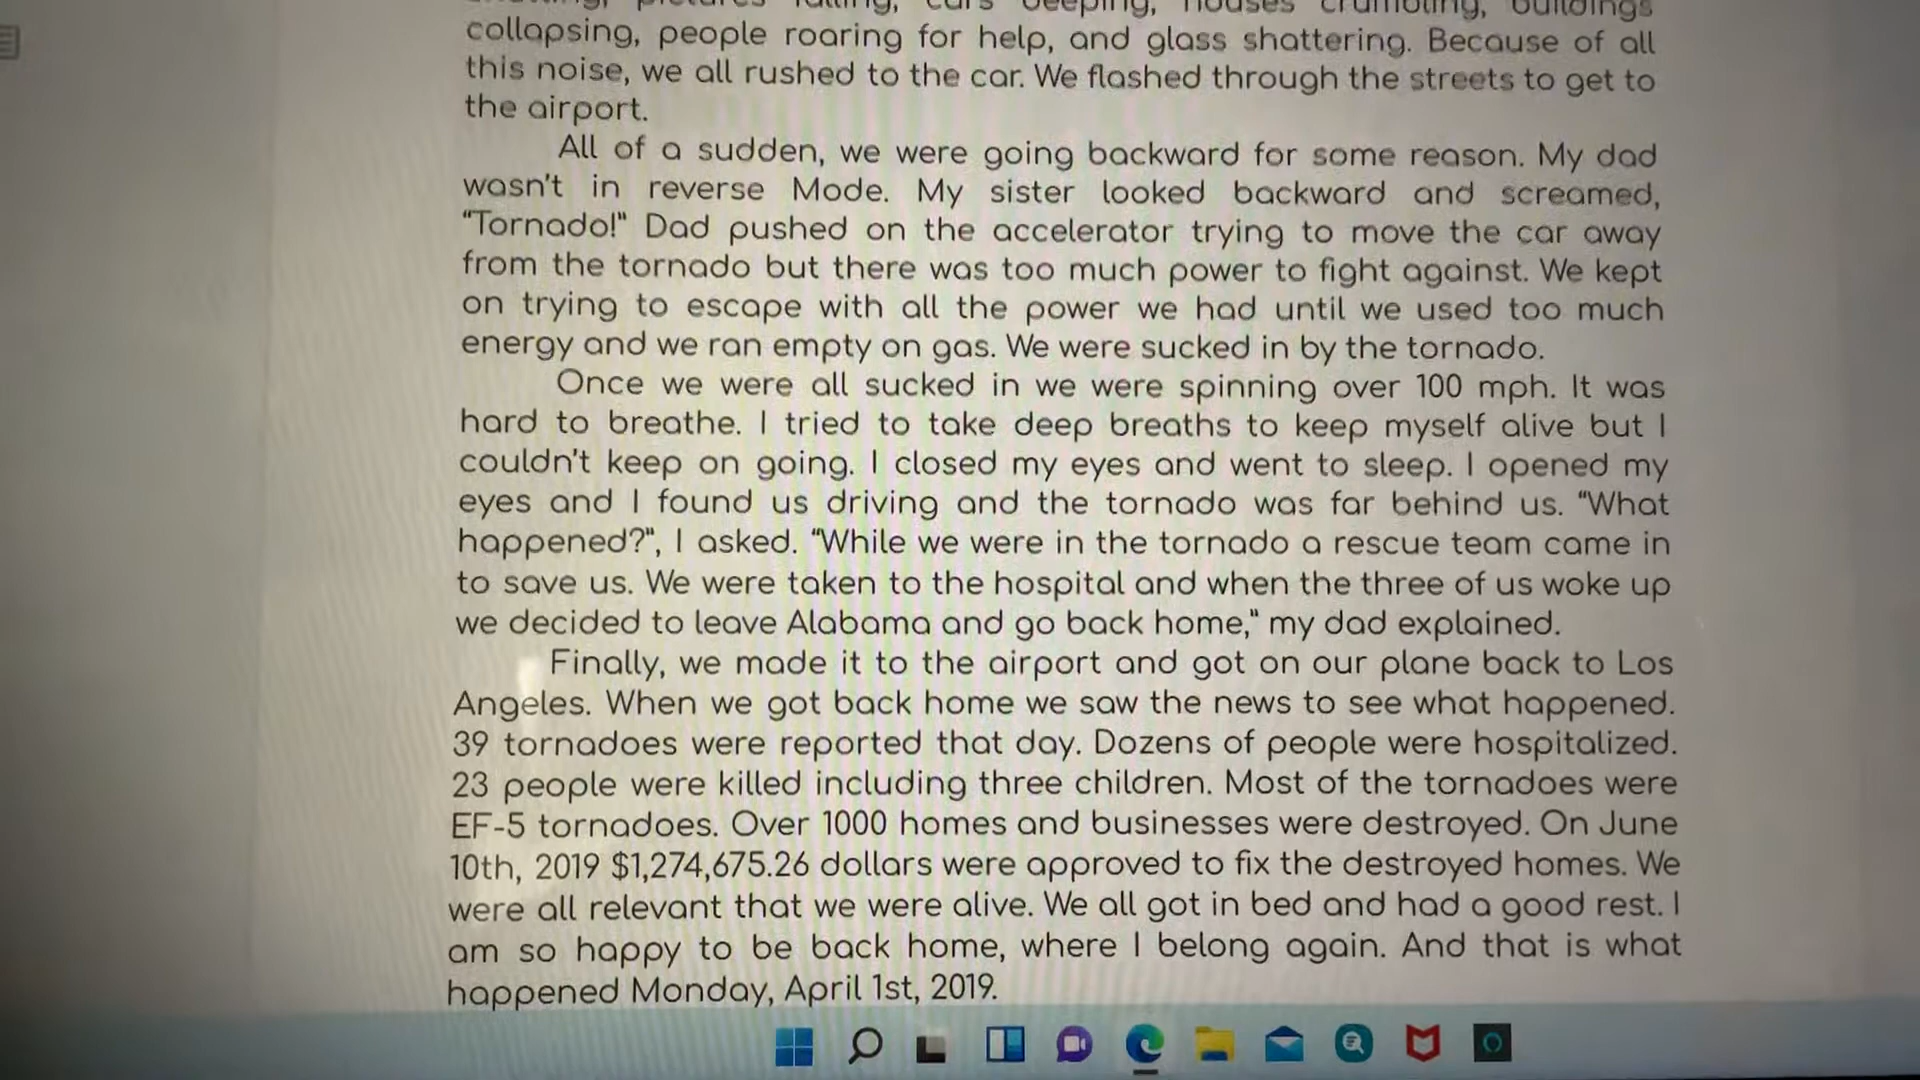 shattering, pictures falling, cars beeping, houses crumbling, buildings
collapsing, people roaring for help, and glass shattering. Because of all
this noise, we all rushed to the car. We flashed through the streets to get to
the airport.
All of a sudden, we were going backward for some reason. My dad
wasn't in reverse Mode. My sister looked backward and screamed,
"Tornado!" Dad pushed on the accelerator trying to move the car away
from the tornado but there was too much power to fight against. We kept
on trying to escape with all the power we had until we used too much
energy and we ran empty on gas. We were sucked in by the tornado.
Once we were all sucked in we were spinning over 100 mph. It was
hard to breathe. I tried to take deep breaths to keep myself alive but I
couldn't keep on going. I closed my eyes and went to sleep. I opened my
eyes and I found us driving and the tornado was far behind us. "What
happened?", I asked. "While we were in the tornado a rescue team came in
to save us. We were taken to the hospital and when the three of us woke up
we decided to leave Alabama and go back home," my dad explained.
Finally, we made it to the airport and got on our plane back to Los
Angeles. When we got back home we saw the news to see what happened.
39 tornadoes were reported that day. Dozens of people were hospitalized.
23 people were killed including three children. Most of the tornadoes were
EF-5 tornadoes. Over 1000 homes and businesses were destroyed. On June
10th, 2019 $1,274,675.26 dollars were approved to fix the destroyed homes. We
were all relevant that we were alive. We all got in bed and had a good rest. I
am so happy to be back home, where I belong again. And that is what
happened Monday, April 1st, 2019.